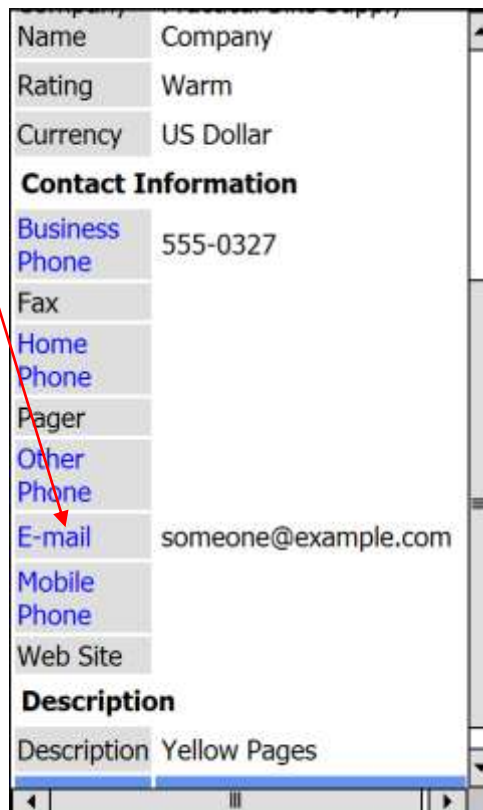 Name Company
Rating Warm
Currency US Dollar
Contact Information
Business
Phone 555-0327
Fax
Home
Phone
Pager
Other
Phone
E-mail someone@example.com
Mobile
Phone
Web Site
Description
Description Yellow Pages